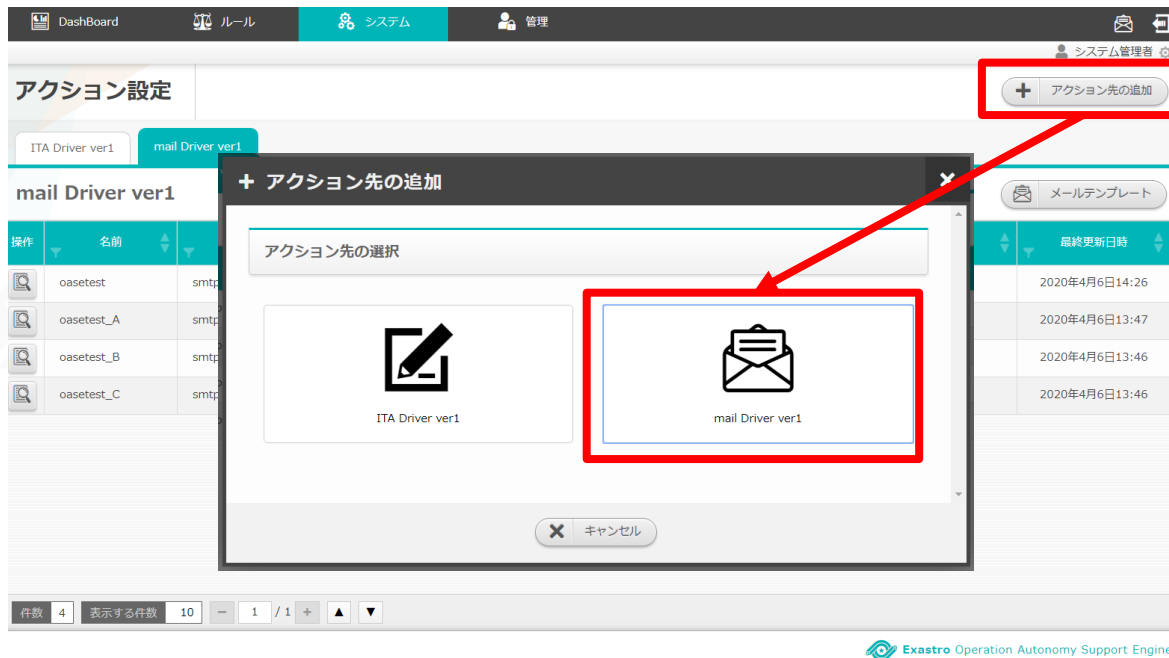 DashBoard ルール システム 管理
システム管理者
アクション設定
アクション先の追加
ITA Driver ver1 mail Driver ver1
mail Driver ver1
メールテンプレート
操作 名前 最終更新日時
oasetest smtp 2020年4月6日14:26
oasetest_A smtp 2020年4月6日13:47
oasetest_B smtp 2020年4月6日13:46
oasetest_C smtp 2020年4月6日13:46
アクション先の追加
アクション先の選択
ITA Driver ver1 mail Driver ver1
キャンセル
件数 4 表示する件数 10 − 1 / 1 + ▲ ▼
Exastro Operation Autonomy Support Engine